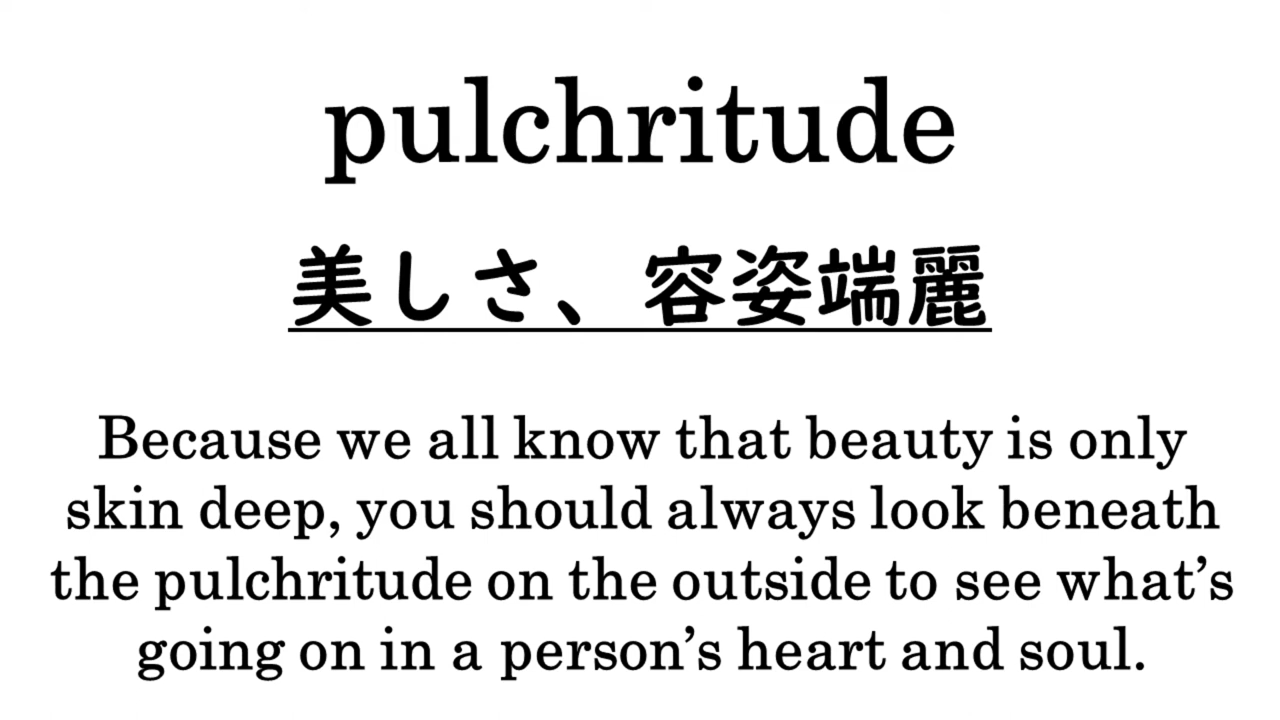 pulchritude
美しさ、容姿端麗
Because we all know that beauty is only
skin deep, you should always look beneath
the pulchritude on the outside to see what’s
going on in a person’s heart and soul.